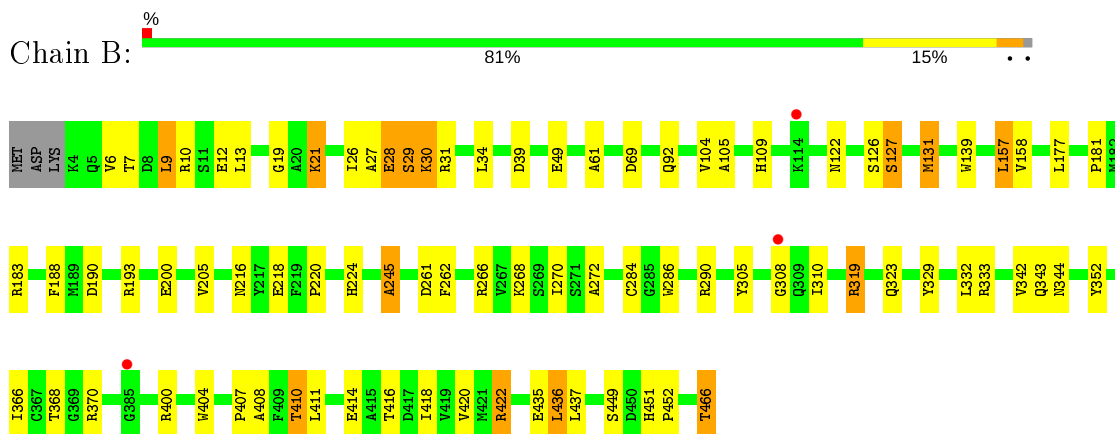 %
Chain B:
81% 15% • •
MET ASP LYS K4 Q5 V6 T7 D8 L9 R10 S11 E12 L13 G19 A20 K21 I26 A27 E28 S29 K30 R31 L34 D39 E49 A61 D69 Q92 V104 A105 H109 K114 N122 S126 S127 M131 W139 L157 V158 L177 P181 M182
R183 F188 M189 D190 R193 E200 V205 N216 Y217 E218 F219 P220 H224 A245 D261 F262 R266 V267 K268 S269 I270 S271 A272 C284 G285 W286 R290 Y305 G308 Q309 I310 R319 Q323 Y329 L332 R333 V342 Q343 N344 Y352
I366 C367 T368 G369 R370 G385 R400 W404 P407 A408 F409 T410 L411 E414 A415 T416 D417 I418 V419 V420 M421 R422 E435 L436 L437 S449 D450 H451 P452 T466